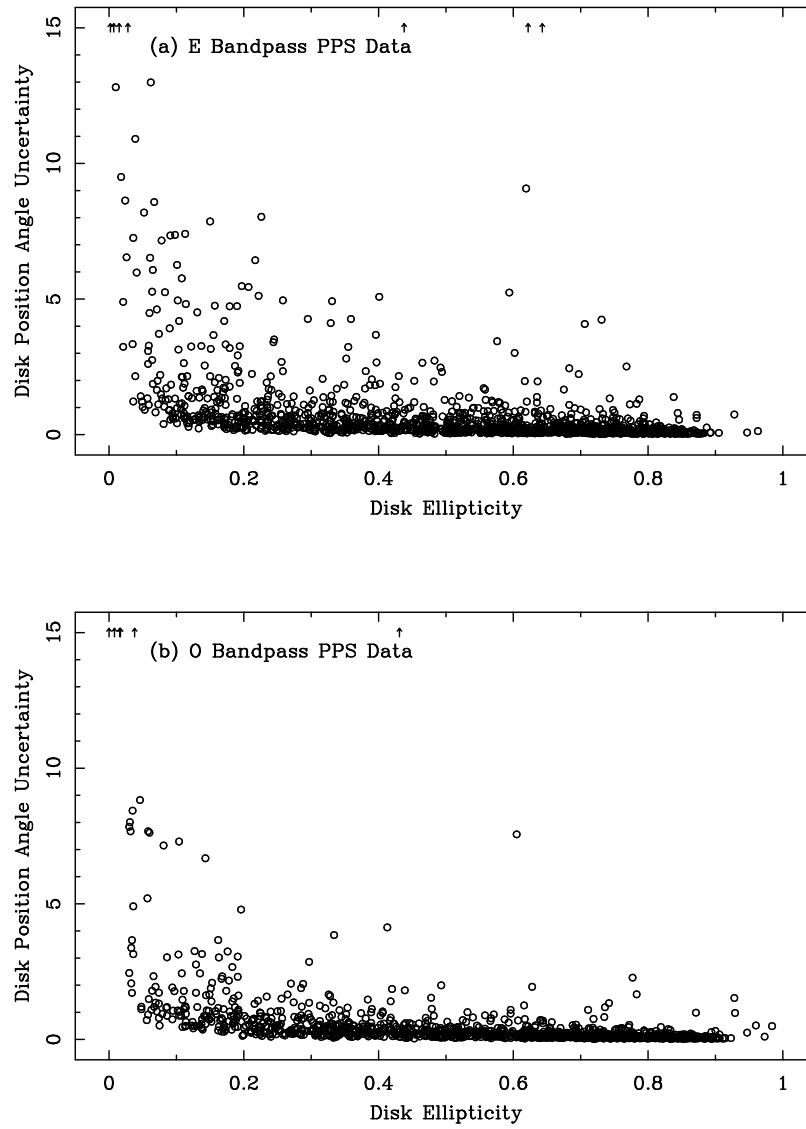 15
(a) E Bandpass PPS Data
10
5
0
Disk Position Angle Uncertainty
0 0.2 0.4 0.6 0.8 1
Disk Ellipticity
15
(b) O Bandpass PPS Data
10
5
0
Disk Position Angle Uncertainty
0 0.2 0.4 0.6 0.8 1
Disk Ellipticity